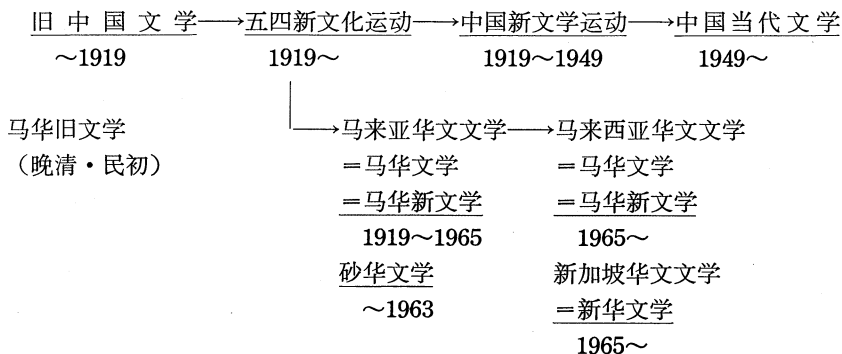 旧中国文学⟶五四新文化运动⟶中国新文学运动⟶中国当代文学
～1919 1919～ 1919～1949 1949～
马华旧文学 ⟶马来亚华文文学⟶马来西亚华文文学
（晚清·民初） ＝马华文学 ＝马华文学
＝马华新文学 ＝马华新文学
1919～1965 1965～
砂华文学 新加坡华文文学
～1963 ＝新华文学
1965～